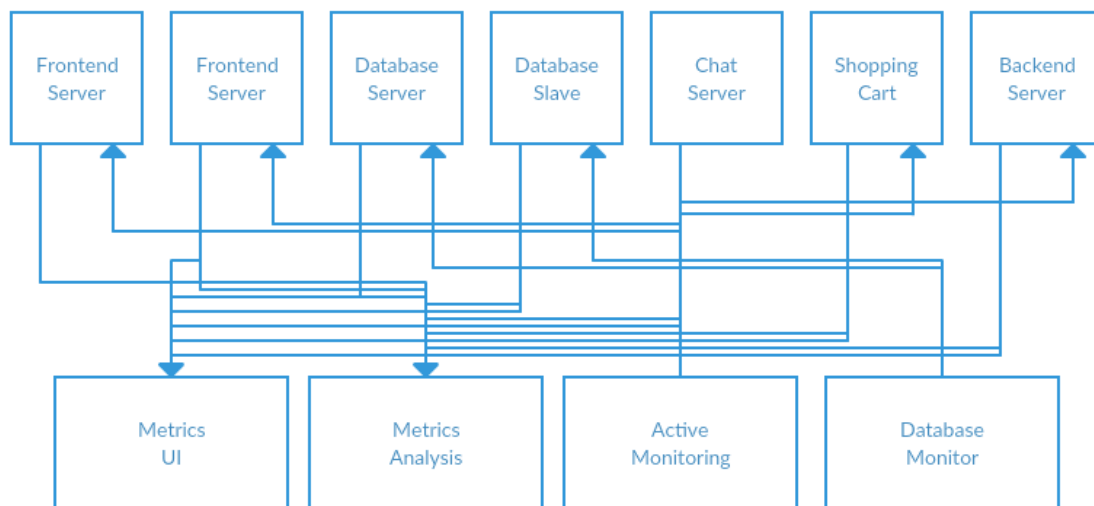 Frontend
Server
Frontend
Server
Database
Server
Database
Slave
Chat
Server
Shopping
Cart
Backend
Server
Metrics
UI
Metrics
Analysis
Active
Monitoring
Database
Monitor